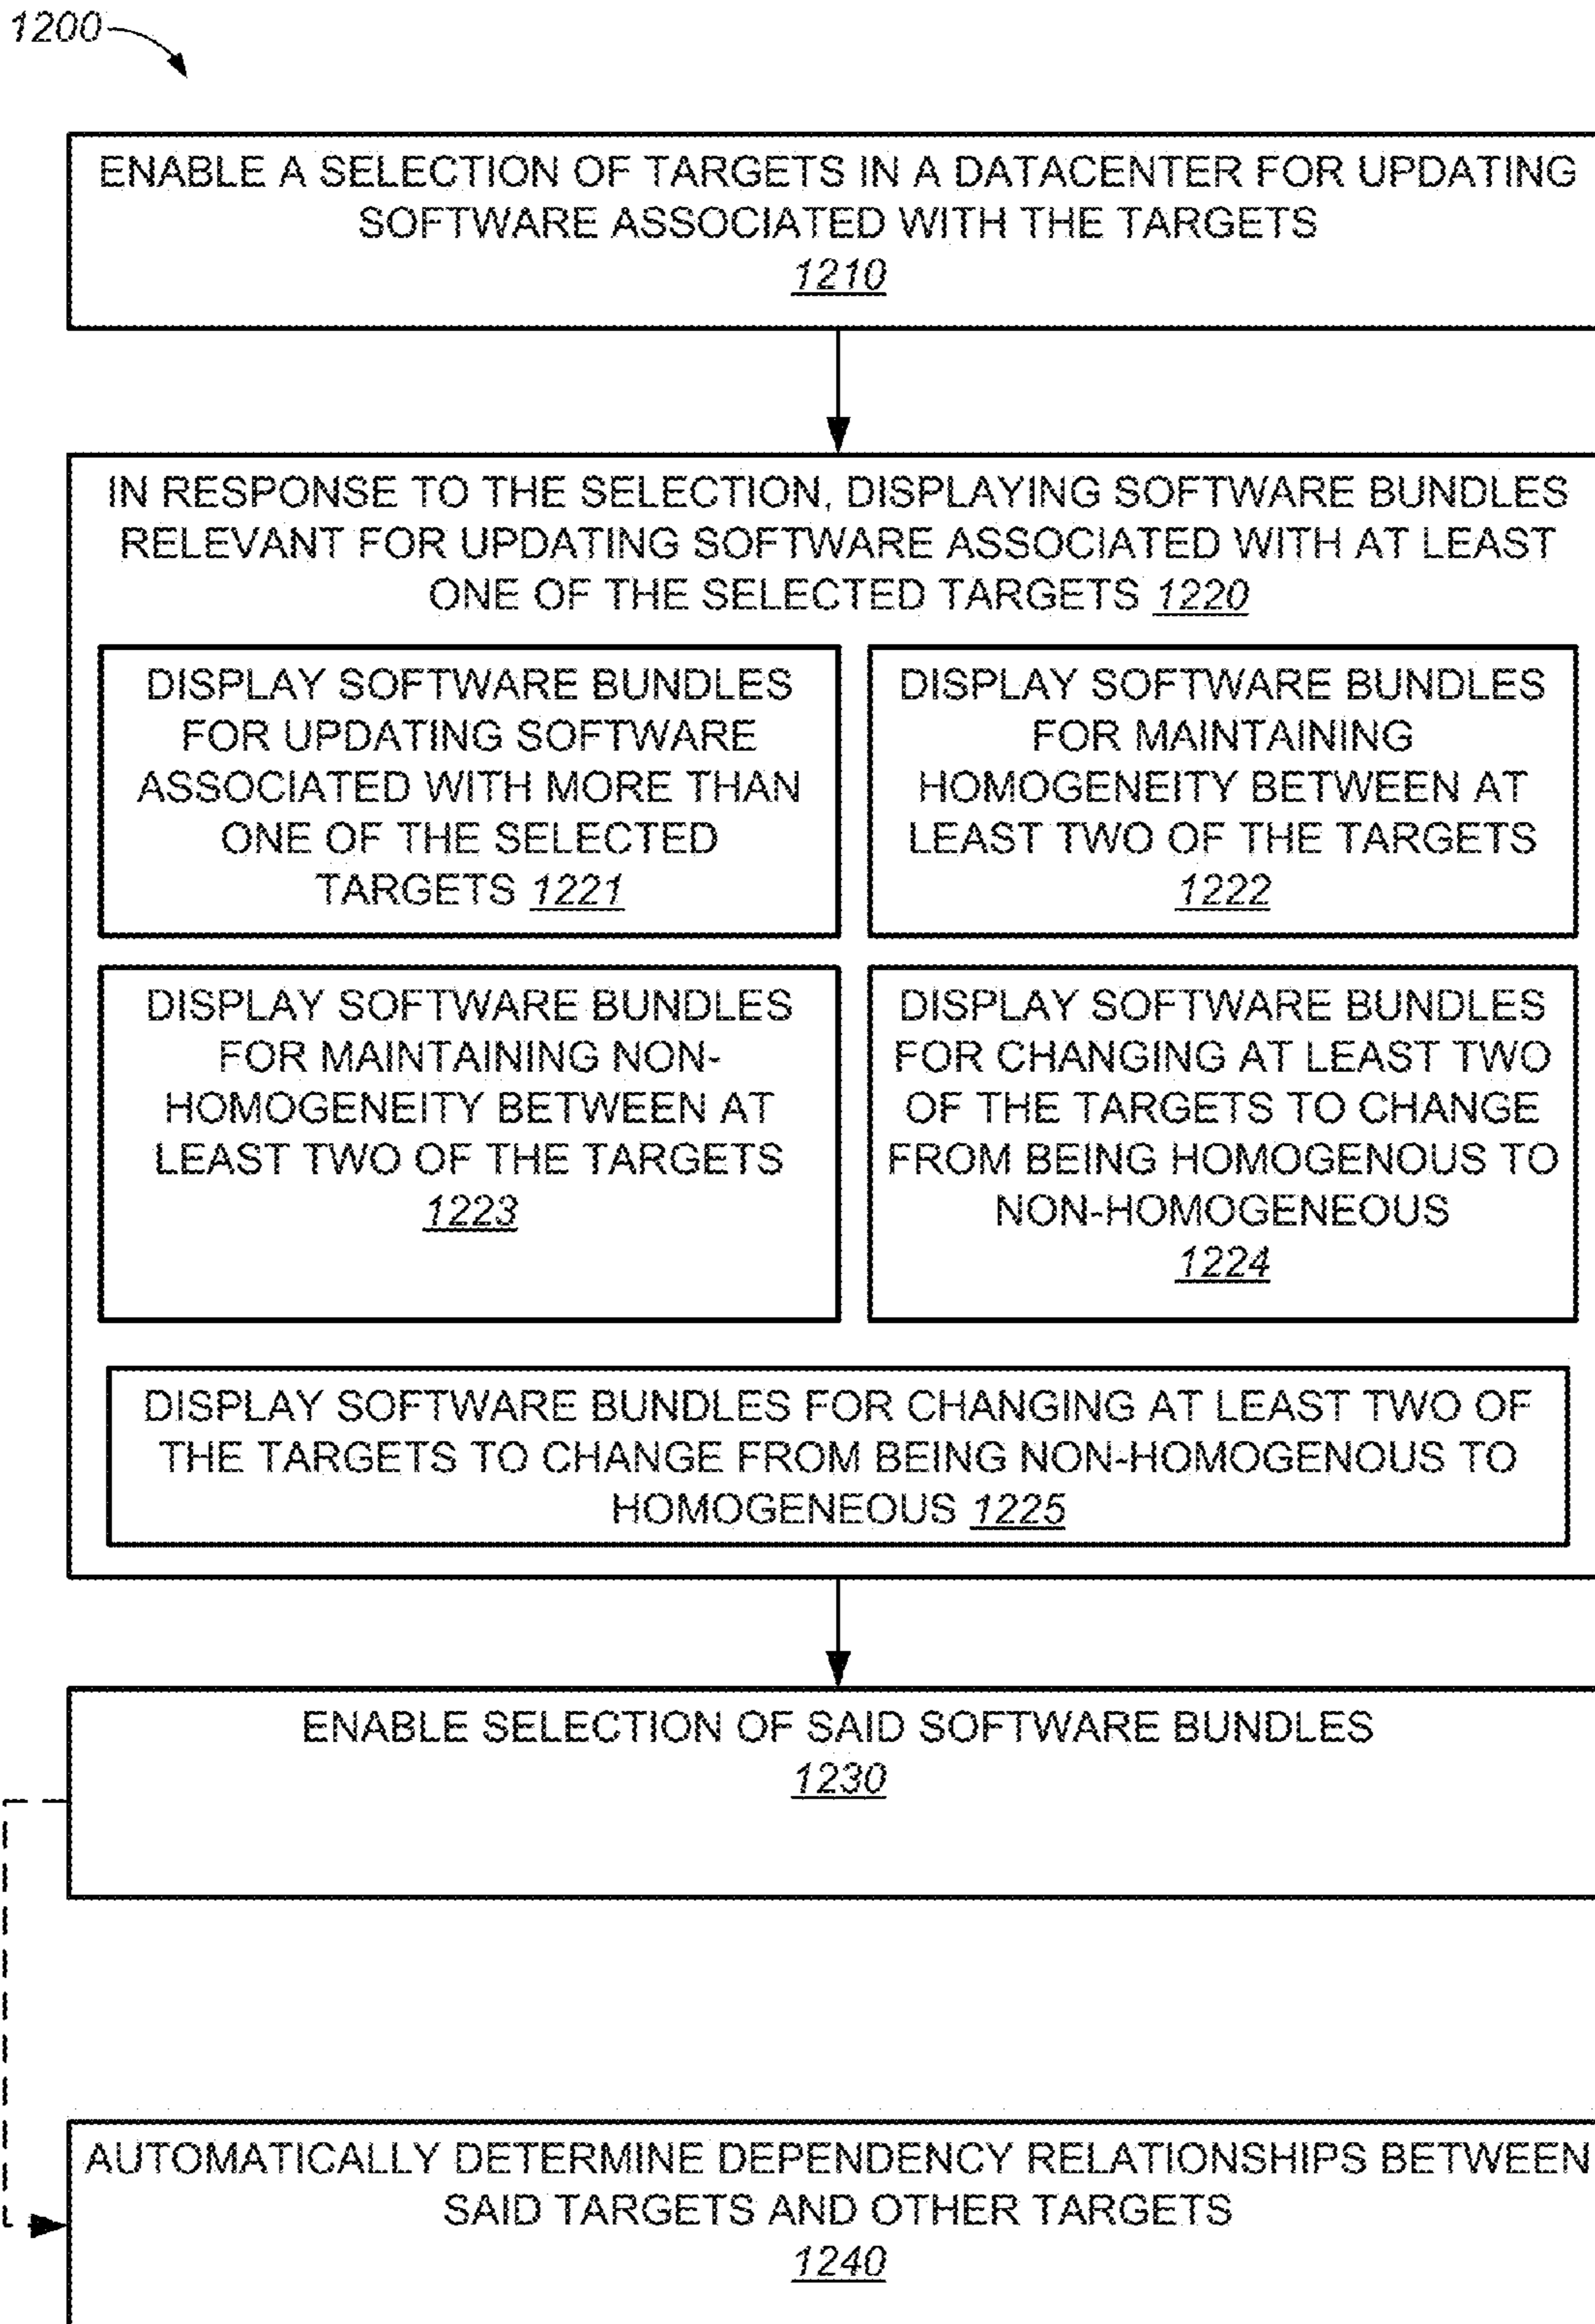 1200
ENABLE A SELECTION OF TARGETS IN A DATACENTER FOR UPDATING
SOFTWARE ASSOCIATED WITH THE TARGETS
1210
IN RESPONSE TO THE SELECTION, DISPLAYING SOFTWARE BUNDLES
RELEVANT FOR UPDATING SOFTWARE ASSOCIATED WITH AT LEAST
ONE OF THE SELECTED TARGETS 1220
DISPLAY SOFTWARE BUNDLES
FOR UPDATING SOFTWARE
ASSOCIATED WITH MORE THAN
ONE OF THE SELECTED
TARGETS 1221
DISPLAY SOFTWARE BUNDLES
FOR MAINTAINING
HOMOGENEITY BETWEEN AT
LEAST TWO OF THE TARGETS
1222
DISPLAY SOFTWARE BUNDLES
FOR MAINTAINING NON-
HOMOGENEITY BETWEEN AT
LEAST TWO OF THE TARGETS
1223
DISPLAY SOFTWARE BUNDLES
FOR CHANGING AT LEAST TWO
OF THE TARGETS TO CHANGE
FROM BEING HOMOGENOUS TO
NON-HOMOGENEOUS
1224
DISPLAY SOFTWARE BUNDLES FOR CHANGING AT LEAST TWO OF
THE TARGETS TO CHANGE FROM BEING NON-HOMOGENOUS TO
HOMOGENEOUS 1225
ENABLE SELECTION OF SAID SOFTWARE BUNDLES
1230
AUTOMATICALLY DETERMINE DEPENDENCY RELATIONSHIPS BETWEEN
SAID TARGETS AND OTHER TARGETS
1240